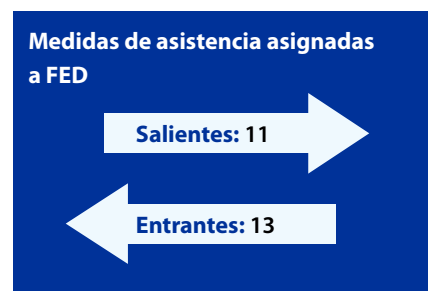 Medidas de asistencia asignadas
a FED
Salientes: 11
Entrantes: 13